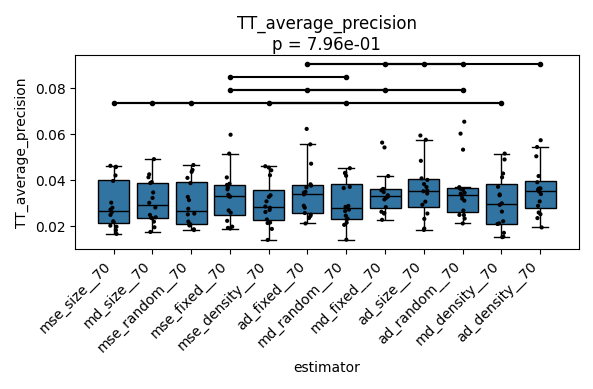 TT_average_precision
p = 7.96e-01
TT_average_precision
0.08
0.06
0.04
0.02
mse_size__70
md_size__70
mse_random__70
mse_fixed__70
mse_density__70
ad_fixed__70
md_random__70
md_fixed__70
ad_size__70
ad_random__70
md_density__70
ad_density__70
estimator